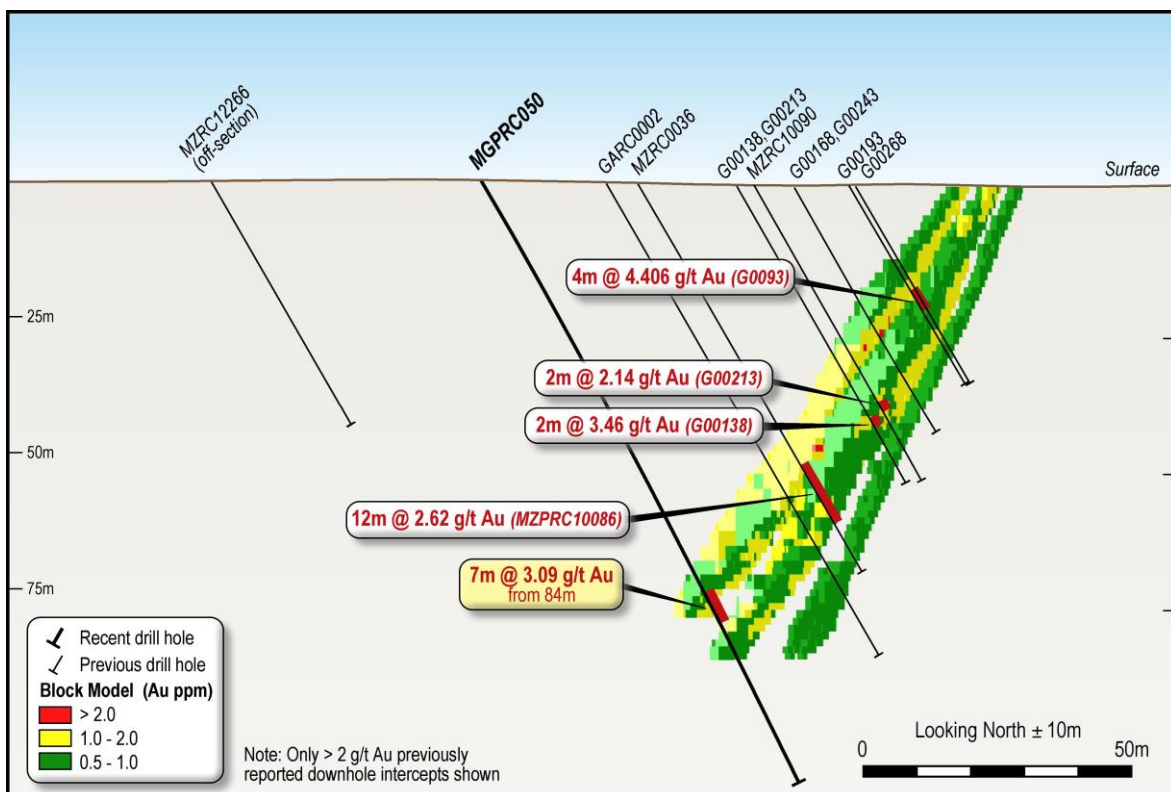 MZRC12266
(off-section)
MGPRC050
GARC0002
MZRC0036
G00138, G00213
MZRC10090
G00168, G00243
G00193
G00268
Surface
4m @ 4.406 g/t Au (G0093)
25m
2m @ 2.14 g/t Au (G00213)
2m @ 3.46 g/t Au (G00138)
50m
12m @ 2.62 g/t Au (MZPRC10086)
7m @ 3.09 g/t Au
from 84m
75m
Recent drill hole
Previous drill hole
Block Model (Au ppm)
> 2.0
1.0 - 2.0
0.5 - 1.0
Note: Only > 2 g/t Au previously
reported downhole intercepts shown
Looking North ± 10m
0 50m